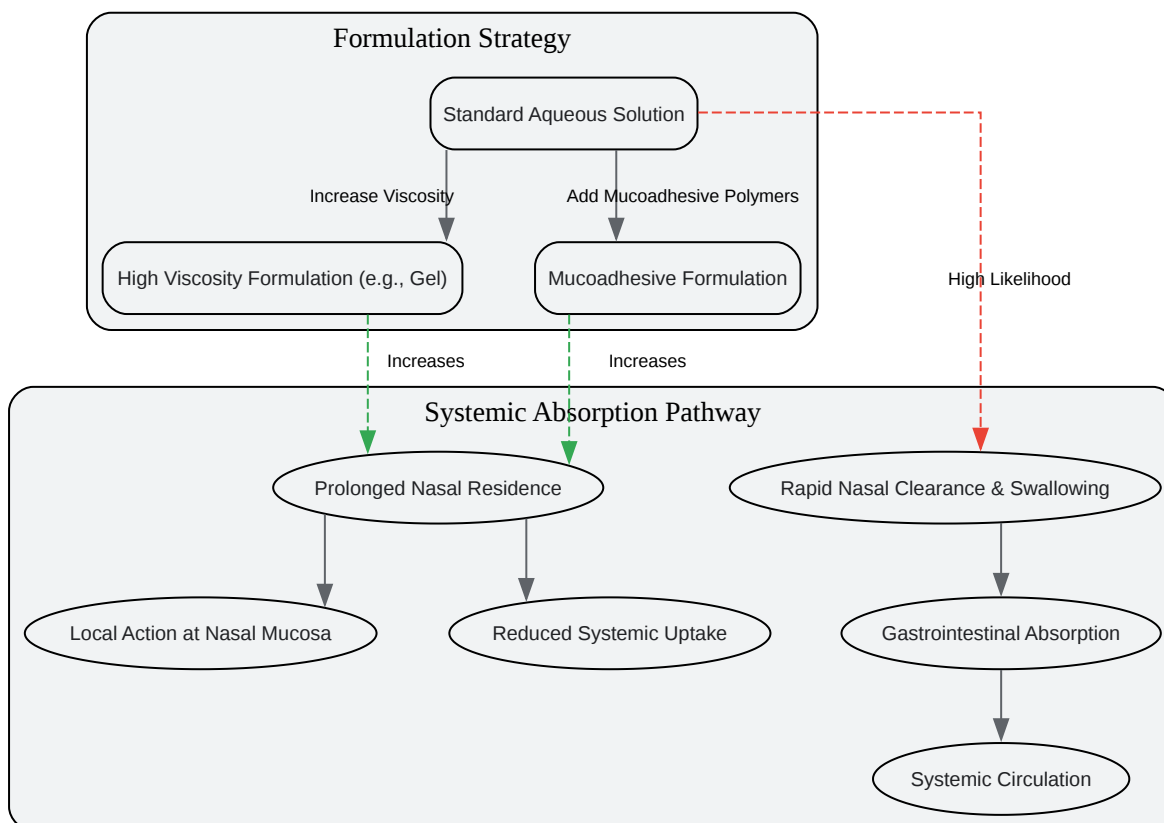 Formulation Strategy
Standard Aqueous Solution
Increase Viscosity
Add Mucoadhesive Polymers
High Viscosity Formulation (e.g., Gel)
Mucoadhesive Formulation
High Likelihood
Increases
Increases
Systemic Absorption Pathway
Prolonged Nasal Residence
Rapid Nasal Clearance & Swallowing
Local Action at Nasal Mucosa
Reduced Systemic Uptake
Gastrointestinal Absorption
Systemic Circulation